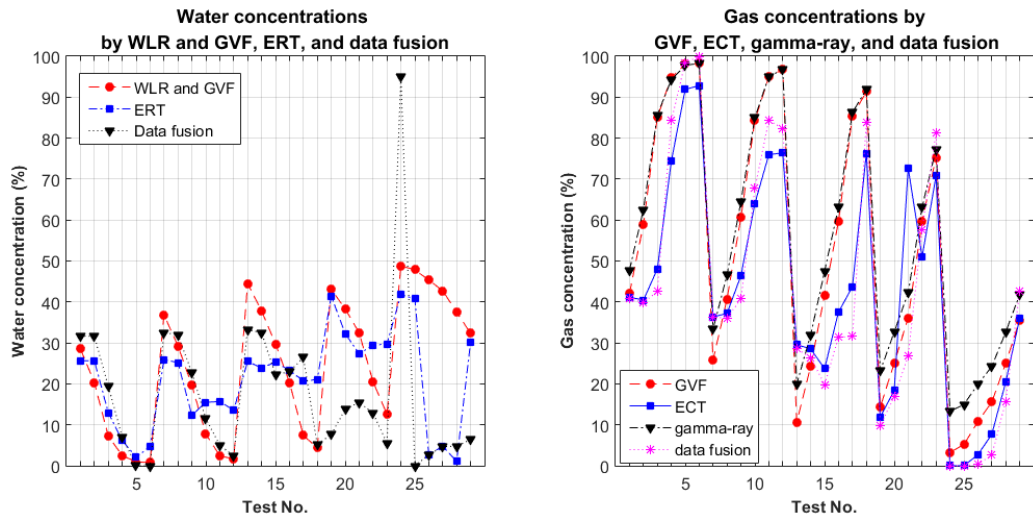 Water concentrations
by WLR and GVF, ERT, and data fusion
WLR and GVF
ERT
Data fusion
Water concentration (%)
100
90
80
70
60
50
40
30
20
10
0
5
10
15
20
25
Test No.
Gas concentrations by
GVF, ECT, gamma-ray, and data fusion
Gas concentration (%)
100
90
80
70
60
50
40
30
20
10
0
GVF
ECT
gamma-ray
data fusion
5
10
15
20
25
Test No.